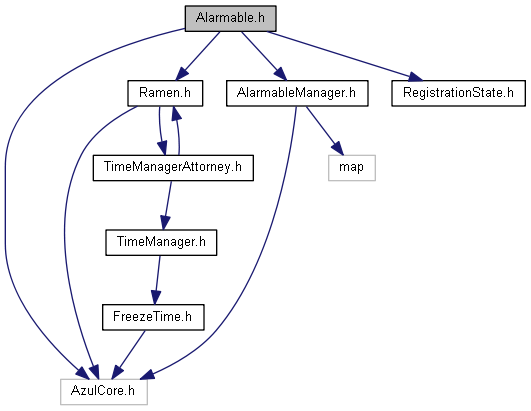 Alarmable.h
Ramen.h
AlarmableManager.h
RegistrationState.h
TimeManagerAttorney.h
map
TimeManager.h
FreezeTime.h
AzulCore.h